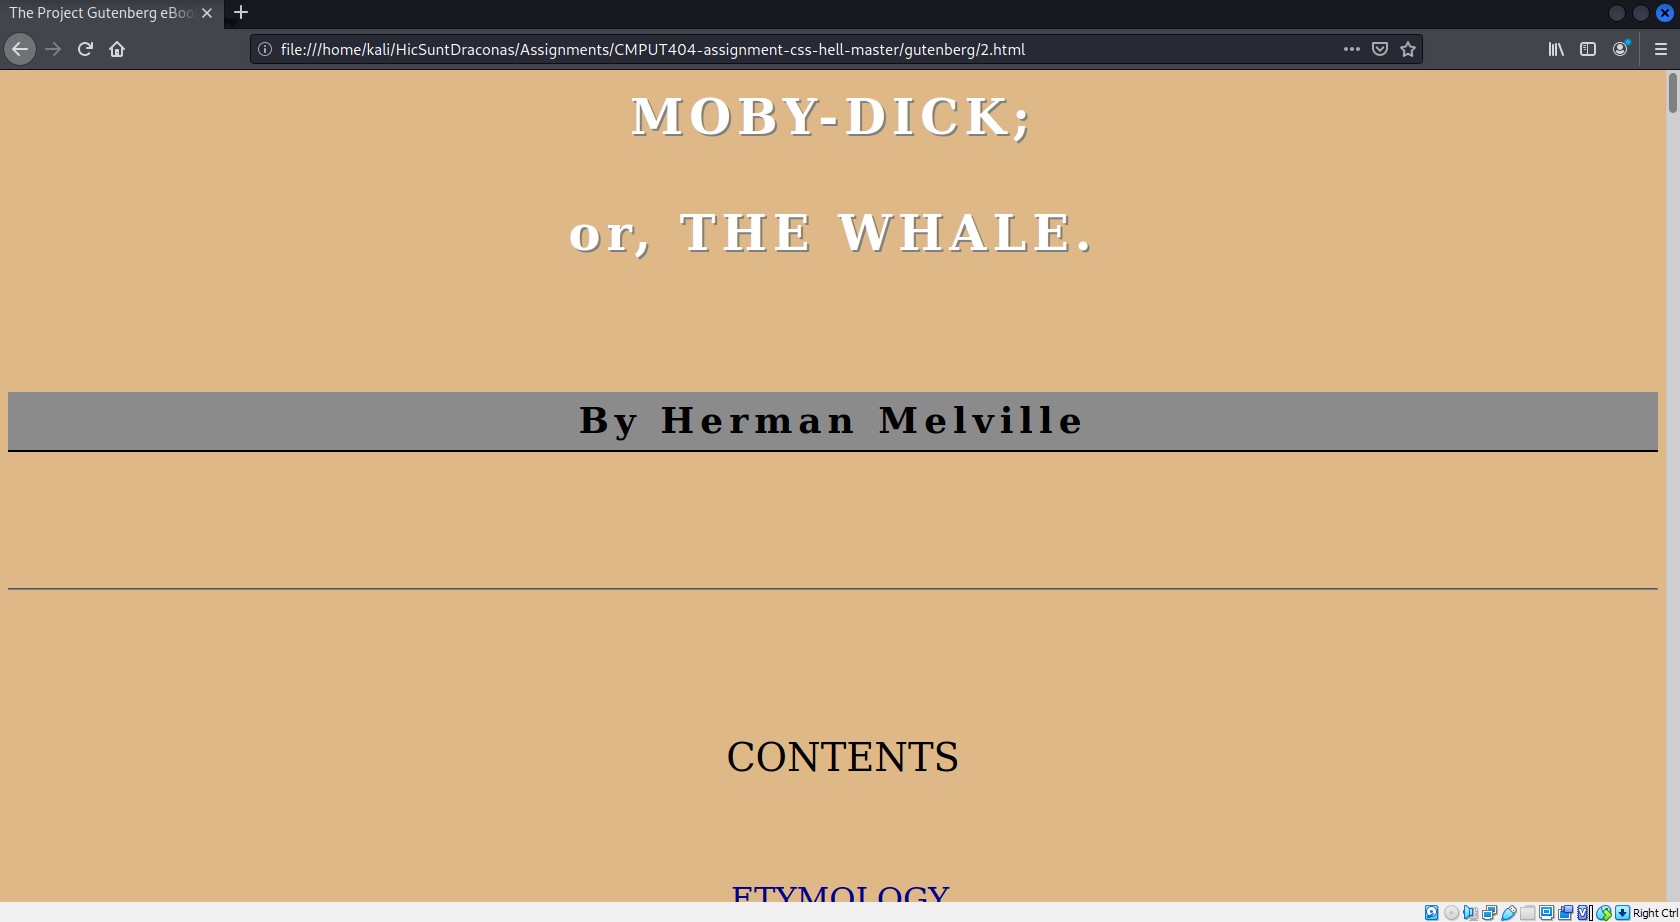 The Project Gutenberg eBoo
file:///home/kali/HicSuntDraconas/Assignments/CMPUT404-assignment-css-hell-master/gutenberg/2.html
MOBY-DICK;
or, THE WHALE.
By Herman Melville
CONTENTS
ETYMOLOGY
Right Ctrl